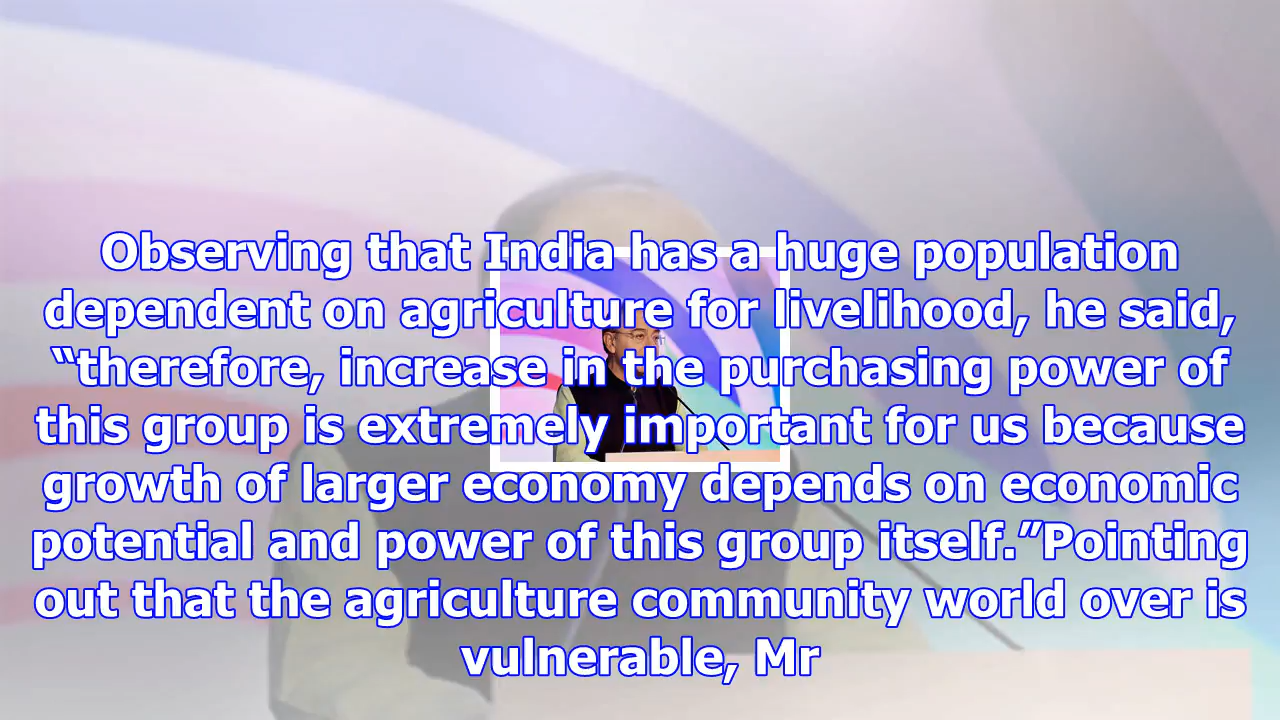 Observing that India has a huge population
dependent on agriculture for livelihood, he said,
“therefore, increase in the purchasing power of
this group is extremely important for us because
growth of larger economy depends on economic
potential and power of this group itself.”Pointing
out that the agriculture community world over is
vulnerable, Mr